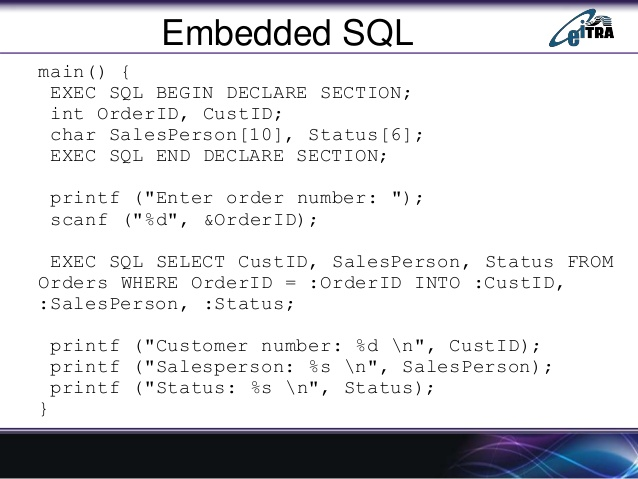 Embedded SQL
eiTRA
main() {
EXEC SQL BEGIN DECLARE SECTION;
int OrderID, CustID;
char SalesPerson[10], Status[6];
EXEC SQL END DECLARE SECTION;
printf ("Enter order number: ");
scanf ("%d", &OrderID);
EXEC SQL SELECT CustID, SalesPerson, Status FROM
Orders WHERE OrderID = :OrderID INTO :CustID,
:SalesPerson, :Status;
printf ("Customer number: %d \n", CustID);
printf ("Salesperson: %s \n", SalesPerson);
printf ("Status: %s \n", Status);
}